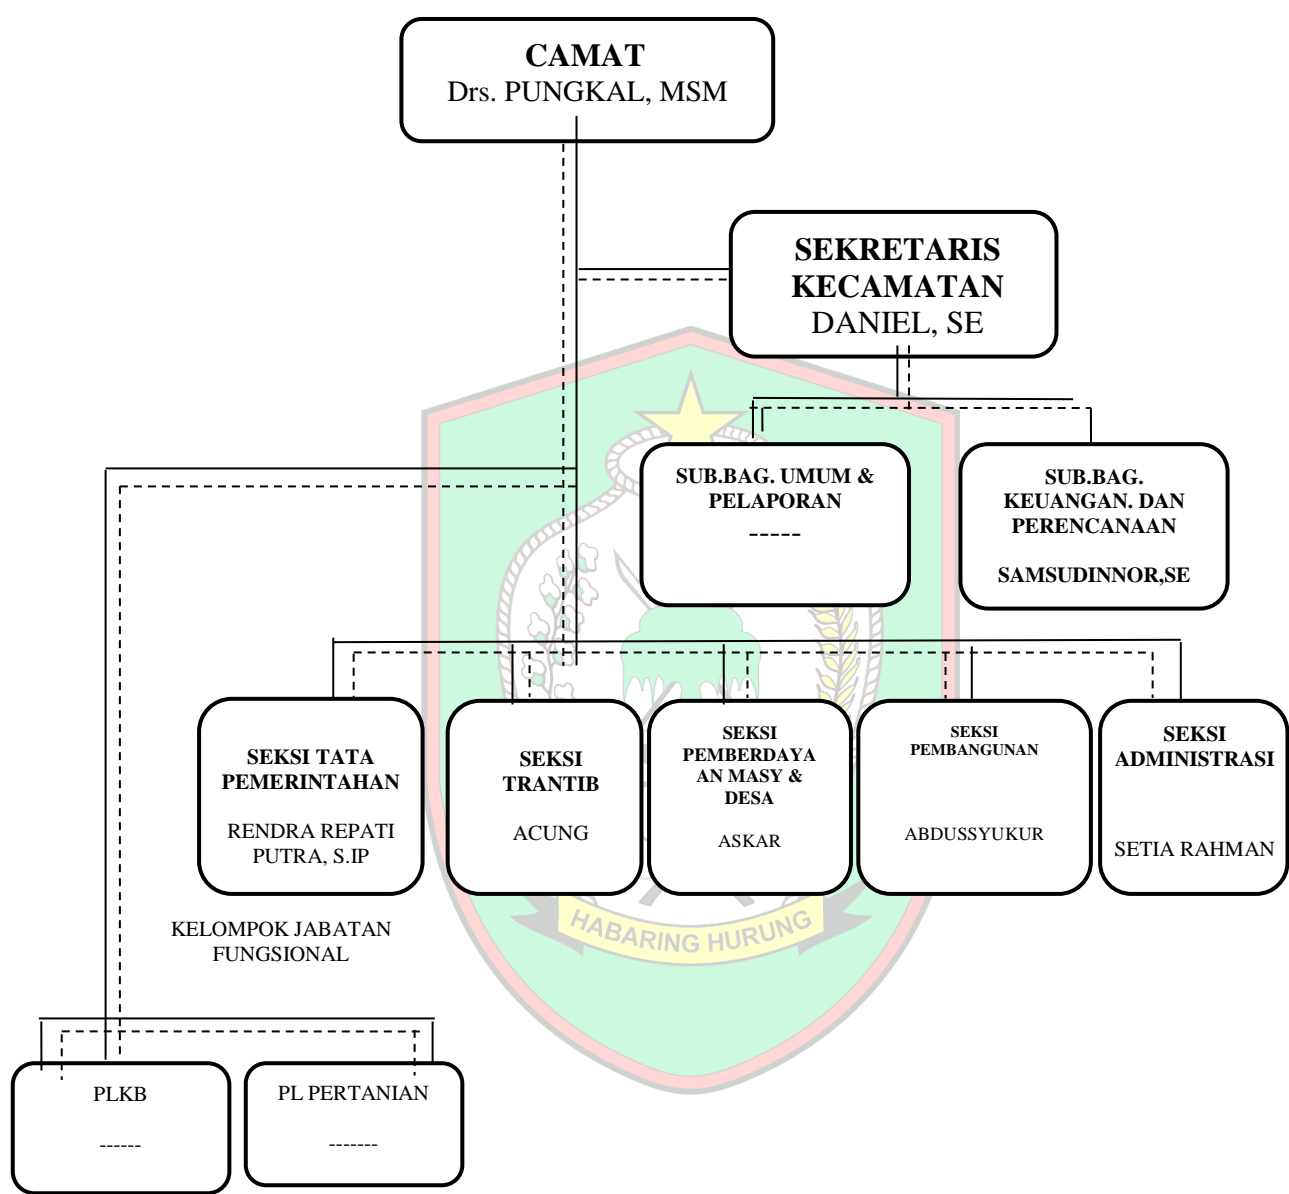 CAMAT
Drs. PUNGKAL, MSM
SEKRETARIS
KECAMATAN
DANIEL, SE
SUB.BAG. UMUM &
PELAPORAN
-----
SUB.BAG.
KEUANGAN. DAN
PERENCANAAN
SAMSUDINNOR,SE
SEKSI TATA
PEMERINTAHAN
RENDRA REPATI
PUTRA, S.IP
SEKSI
TRANTIB
ACUNG
SEKSI
PEMBERDAYA
AN MASY &
DESA
ASKAR
SEKSI
PEMBANGUNAN
ABDUSSYUKUR
SEKSI
ADMINISTRASI
SETIA RAHMAN
HABARING HURUNG
KELOMPOK JABATAN
FUNGSIONAL
PLKB
------
PL PERTANIAN
-------